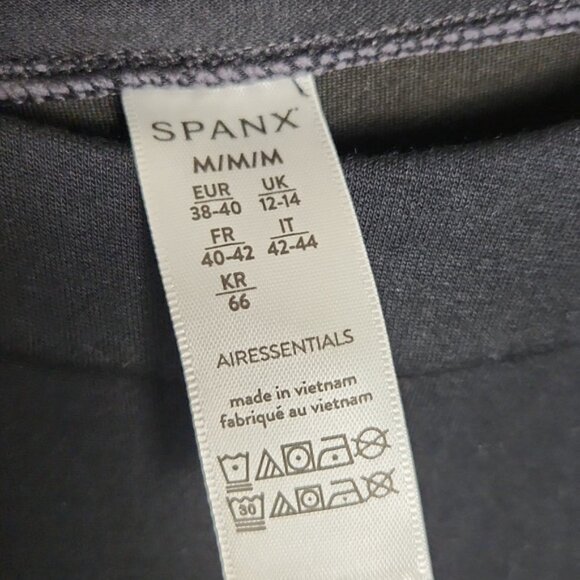 SPANX
M/M/M
EUR UK
38-40 12-14
FR IT
40-42 42-44
KR
66
AIRESSENTIALS
made in vietnam
fabriqué au vietnam
30